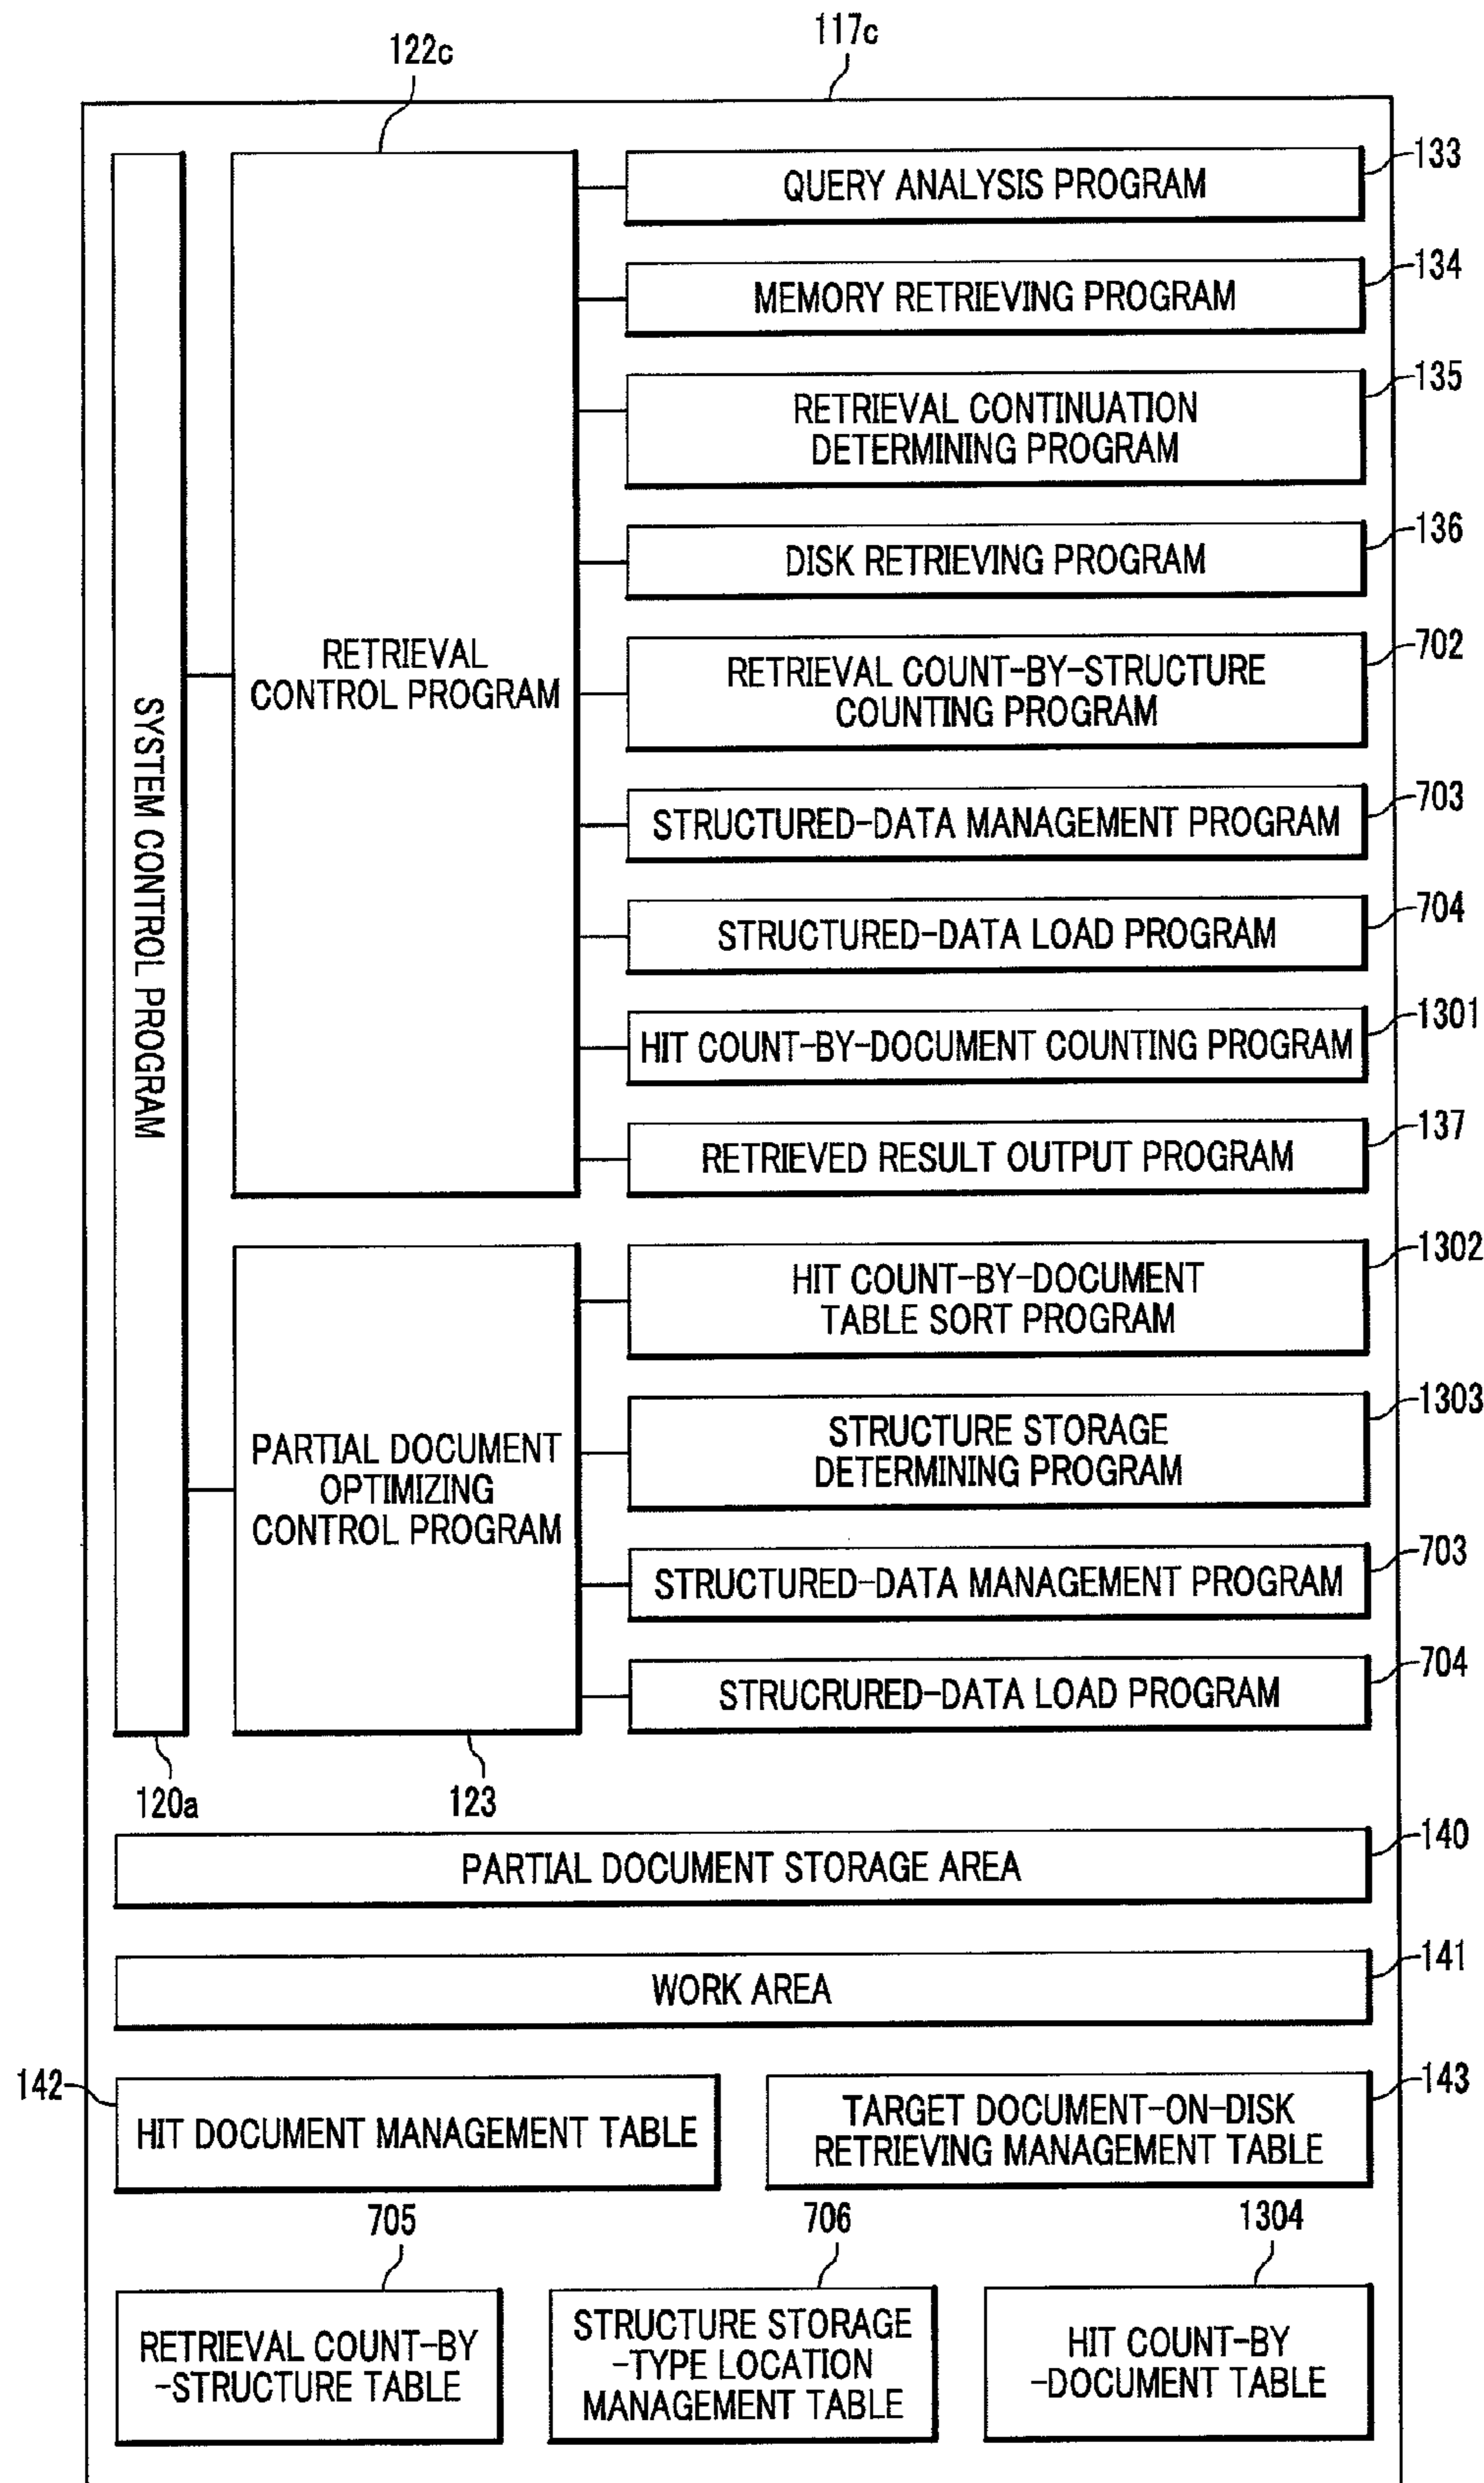 117c
122c
SYSTEM CONTROL PROGRAM
RETRIEVAL
CONTROL PROGRAM
QUERY ANALYSIS PROGRAM
133
MEMORY RETRIEVING PROGRAM
134
RETRIEVAL CONTINUATION
DETERMINING PROGRAM
135
DISK RETRIEVING PROGRAM
136
RETRIEVAL COUNT-BY-STRUCTURE
COUNTING PROGRAM
702
STRUCTURED-DATA MANAGEMENT PROGRAM
703
STRUCTURED-DATA LOAD PROGRAM
704
HIT COUNT-BY-DOCUMENT COUNTING PROGRAM
1301
RETRIEVED RESULT OUTPUT PROGRAM
137
PARTIAL DOCUMENT
OPTIMIZING
CONTROL PROGRAM
HIT COUNT-BY-DOCUMENT
TABLE SORT PROGRAM
1302
STRUCTURE STORAGE
DETERMINING PROGRAM
1303
STRUCTURED-DATA MANAGEMENT PROGRAM
703
STRUCRURED-DATA LOAD PROGRAM
704
120a
123
PARTIAL DOCUMENT STORAGE AREA
140
WORK AREA
141
142
HIT DOCUMENT MANAGEMENT TABLE
TARGET DOCUMENT-ON-DISK
RETRIEVING MANAGEMENT TABLE
143
705
RETRIEVAL COUNT-BY
-STRUCTURE TABLE
706
STRUCTURE STORAGE
-TYPE LOCATION
MANAGEMENT TABLE
1304
HIT COUNT-BY
-DOCUMENT TABLE